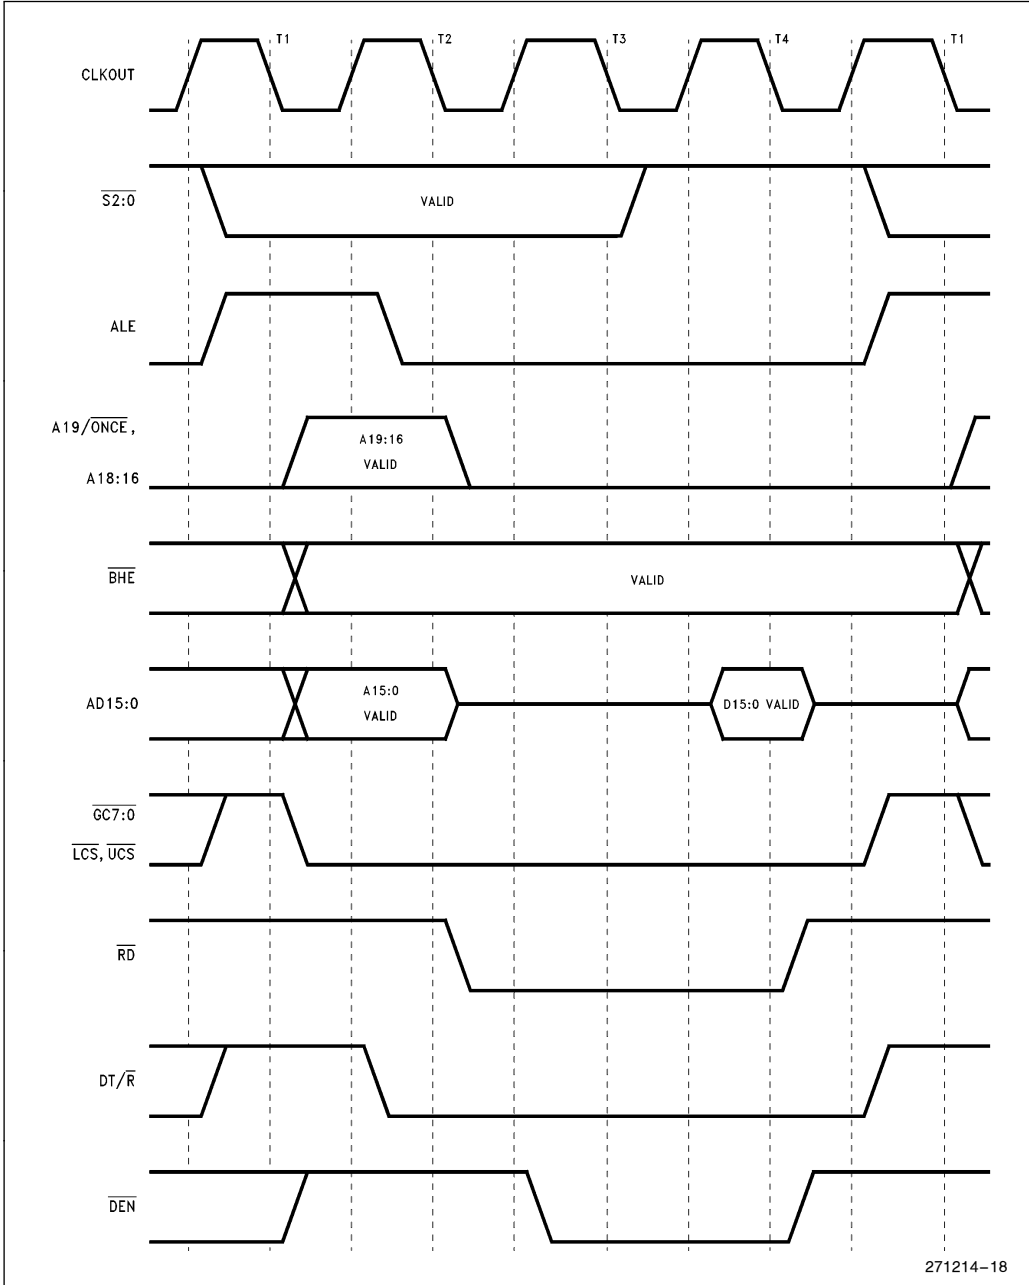 T1 T2 T3 T4 T1
CLKOUT
S2:0
VALID
ALE
A19/ONCE,
A18:16
A19:16
VALID
BHE
VALID
AD15:0
A15:0
VALID
D15:0 VALID
GC7:0
LCS, UCS
RD
DT/R
DEN
271214-18